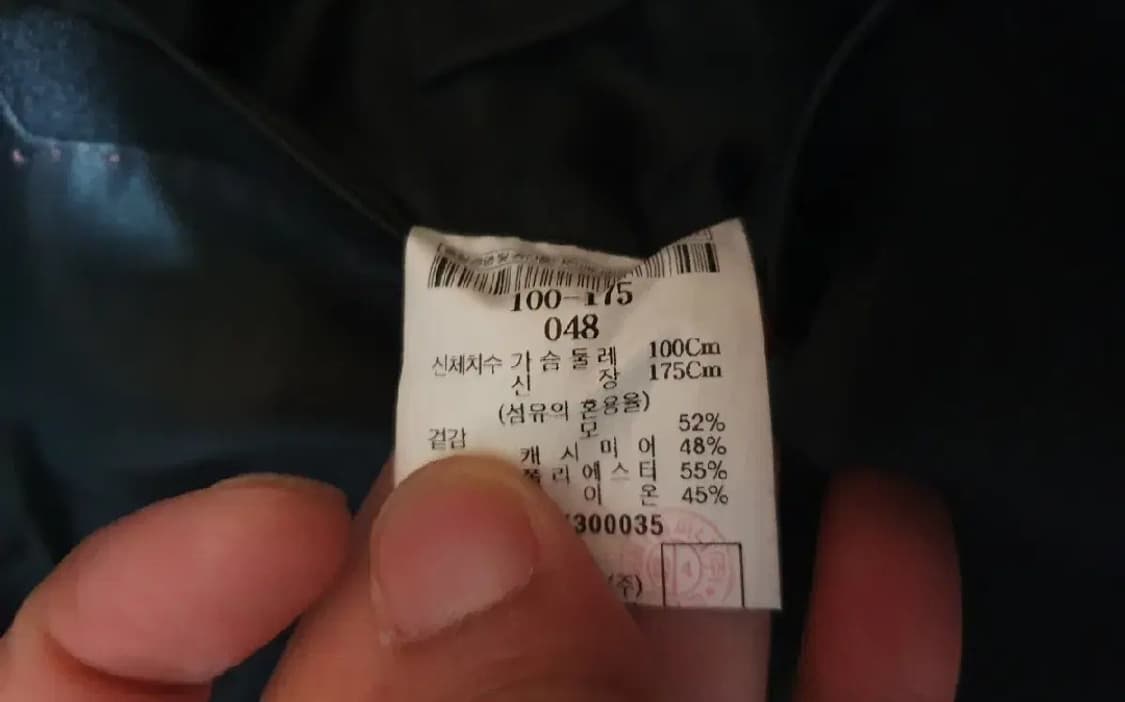 100-175
048
신체치수 가슴둘레 100Cm
신 장 175Cm
(섬유의 혼용율)
겉감 모 52%
캐 시 미 어 48%
폴 리 에 스 터 55%
이 온 45%
300035
(주)